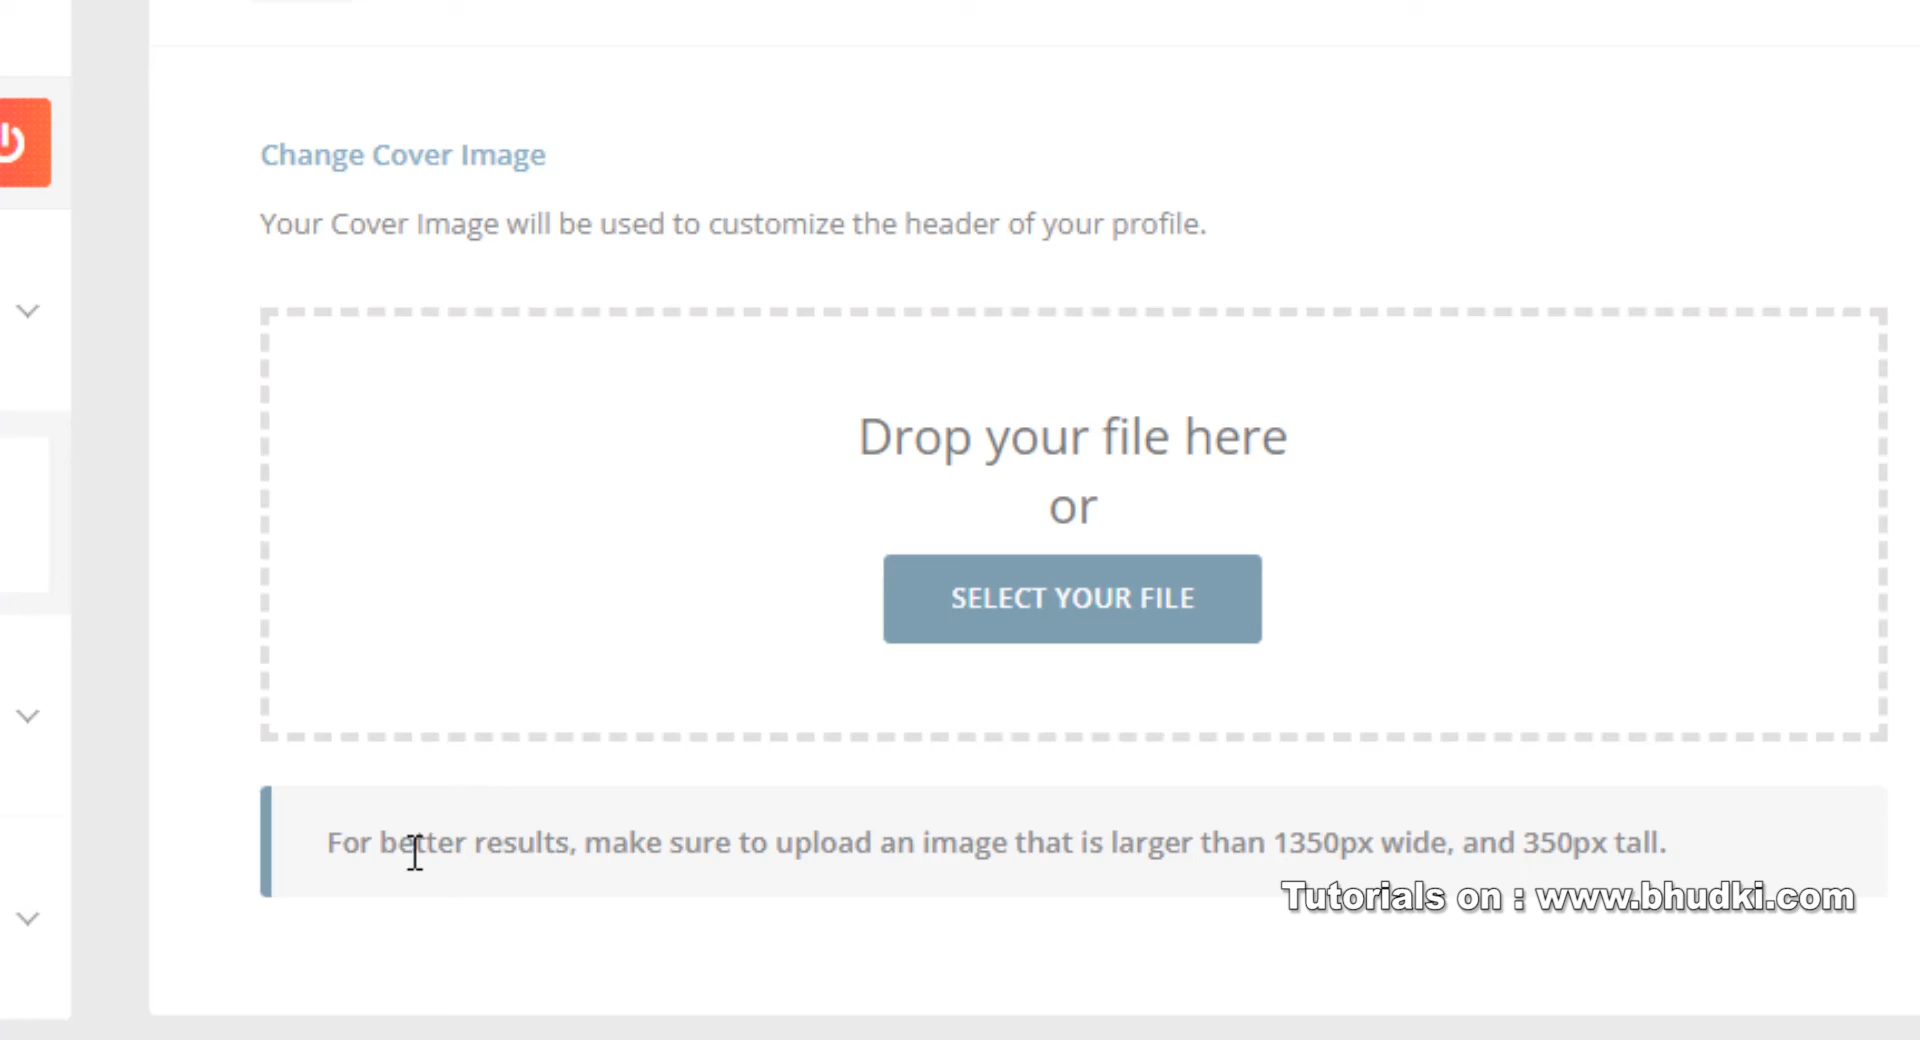 Change Cover Image
Your Cover Image will be used to customize the header of your profile.
Drop your file here
or
SELECT YOUR FILE
For better results, make sure to upload an image that is larger than 1350px wide, and 350px tall.
Tutorials on : www.bhudki.com